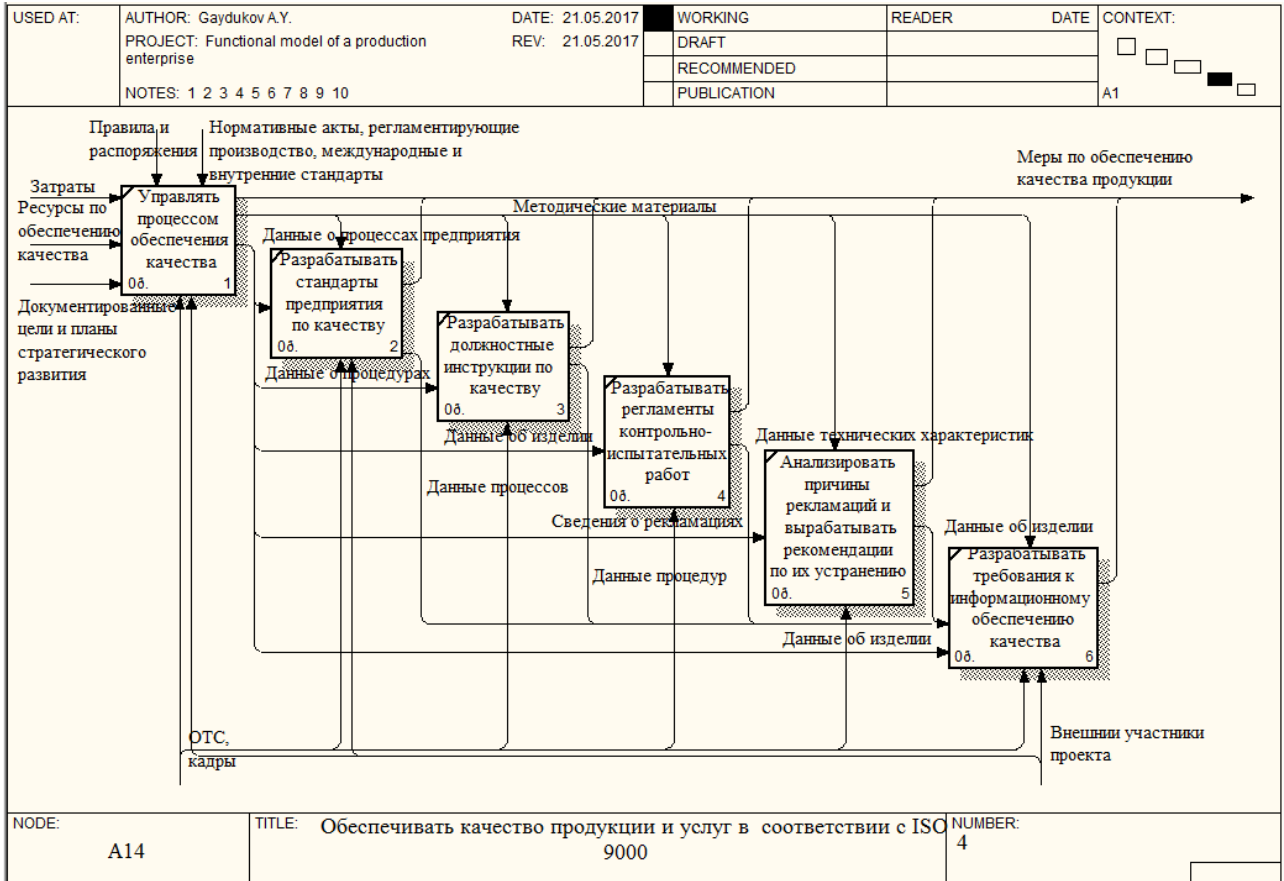 USED AT:
AUTHOR: Gaydukov A.Y.
DATE: 21.05.2017
PROJECT: Functional model of a production
enterprise
REV: 21.05.2017
NOTES: 1 2 3 4 5 6 7 8 9 10
WORKING
DRAFT
RECOMMENDED
PUBLICATION
READER
DATE
CONTEXT:
A1
Правила и
распоряжения
Нормативные акты, регламентирующие
производство, международные и
внутренние стандарты
Меры по обеспечению
качества продукции
Затраты
Ресурсы по
обеспечению
качества
Документированные
цели и планы
стратегического
развития
Управлять
процессом
обеспечения
качества
0ð.
1
Методические материалы
Данные о процессах предприятия
Разрабатывать
стандарты
предприятия
по качеству
0ð.
2
Данные о процедурах
Разрабатывать
должностные
инструкции по
качеству
0ð.
3
Данные об изделии
Разрабатывать
регламенты
контрольно-
испытательных
работ
0ð.
4
Данные процессов
Данные технических характеристик
Сведения о рекламациях
Анализировать
причины
рекламаций и
вырабатывать
рекомендации
по их устранению
0ð.
5
Данные процедур
Данные об изделии
Разрабатывать
требования к
информационному
обеспечению
качества
0ð.
6
Данные об изделии
ОТС,
кадры
Внешнии участники
проекта
NODE:
A14
TITLE:
Обеспечивать качество продукции и услуг в соответствии с ISO
9000
NUMBER:
4